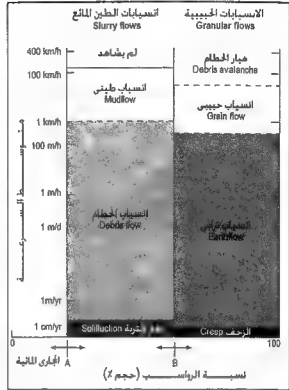 انسيابات الطين المائع
Slurry flows
الانسيابات الحبيبية
Granular flows
400 km/h
لم يشاهد
هيار الحطام
Debris avalanche
100 km/h
انسياب طيني
Mudflow
انسياب حبيبي
Grain flow
1 km/h
100 m/h
متوسط السرعة
1 m/h
انسياب الحطام
Debris flow
انسياب ترابي
Earthflow
1 m/d
1m/yr
1 cm/yr
التربة Solifluction
الزحف Creep
0
المجاري المائية
A
B
100
نسبة الرواسب (حجم ٪)